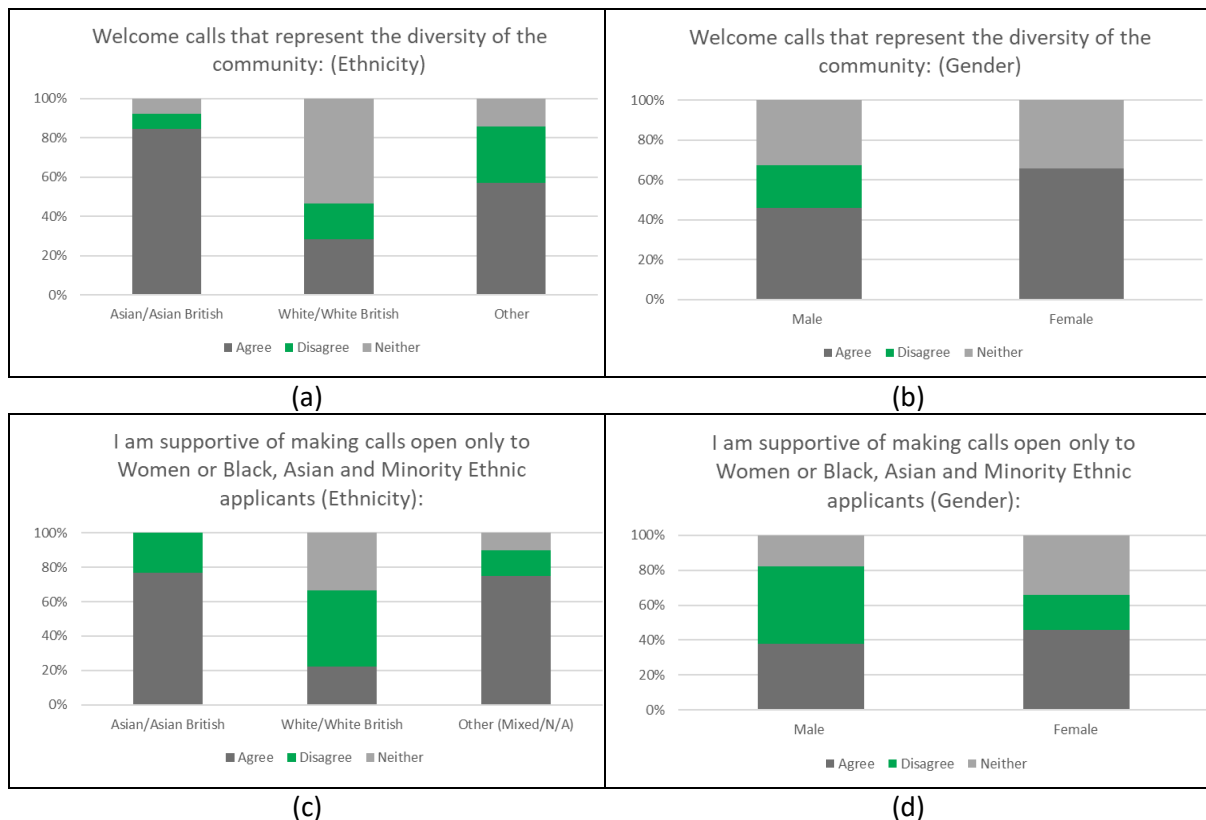 Welcome calls that represent the diversity of the
community: (Ethnicity)
100%
80%
60%
40%
20%
0%
Asian/Asian British White/White British Other
Agree Disagree Neither
(a)
Welcome calls that represent the diversity of the
community: (Gender)
100%
80%
60%
40%
20%
0%
Male Female
Agree Disagree Neither
(b)
I am supportive of making calls open only to
Women or Black, Asian and Minority Ethnic
applicants (Ethnicity):
100%
80%
60%
40%
20%
0%
Asian/Asian British White/White British Other (Mixed/N/A)
Agree Disagree Neither
(c)
I am supportive of making calls open only to
Women or Black, Asian and Minority Ethnic
applicants (Gender):
100%
80%
60%
40%
20%
0%
Male Female
Agree Disagree Neither
(d)